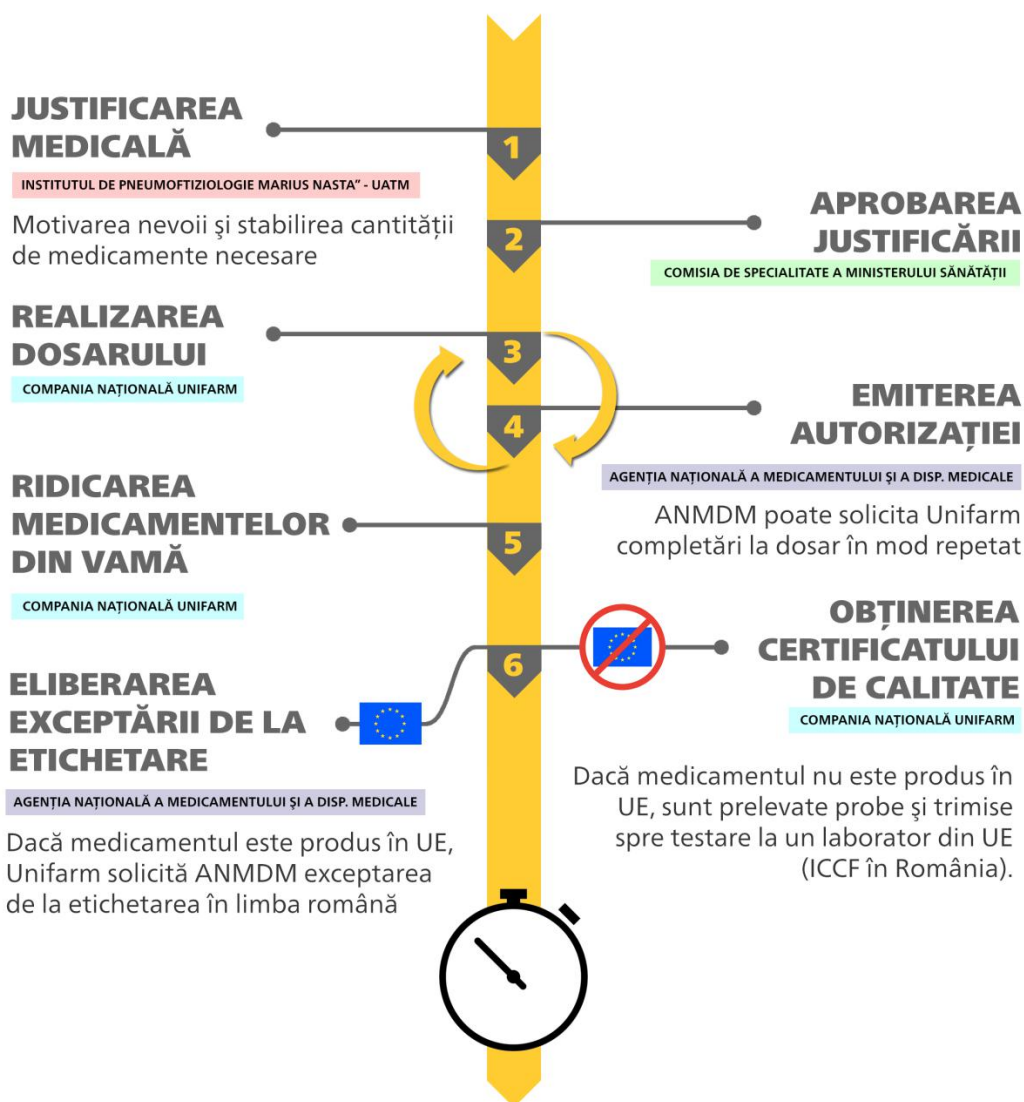 1
JUSTIFICAREA
MEDICALĂ
INSTITUTUL DE PNEUMOFTIZIOLOGIE MARIUS NASTA” - UATM
Motivarea nevoii şi stabilirea cantității
de medicamente necesare
2
APROBAREA
JUSTIFICĂRII
COMISIA DE SPECIALITATE A MINISTERULUI SĂNĂTĂȚII
3
REALIZAREA
DOSARULUI
COMPANIA NAȚIONALĂ UNIFARM
4
EMITEREA
AUTORIZAȚIEI
AGENȚIA NAȚIONALĂ A MEDICAMENTULUI ŞI A DISP. MEDICALE
ANMDM poate solicita Unifarm
completări la dosar în mod repetat
5
RIDICAREA
MEDICAMENTELOR
DIN VAMĂ
COMPANIA NAȚIONALĂ UNIFARM
6
OBȚINEREA
CERTIFICATULUI
DE CALITATE
COMPANIA NAȚIONALĂ UNIFARM
Dacă medicamentul nu este produs în
UE, sunt prelevate probe şi trimise
spre testare la un laborator din UE
(ICCF în România).
ELIBERAREA
EXCEPTĂRII DE LA
ETICHETARE
AGENȚIA NAȚIONALĂ A MEDICAMENTULUI ŞI A DISP. MEDICALE
Dacă medicamentul este produs în UE,
Unifarm solicită ANMDM exceptarea
de la etichetarea în limba română